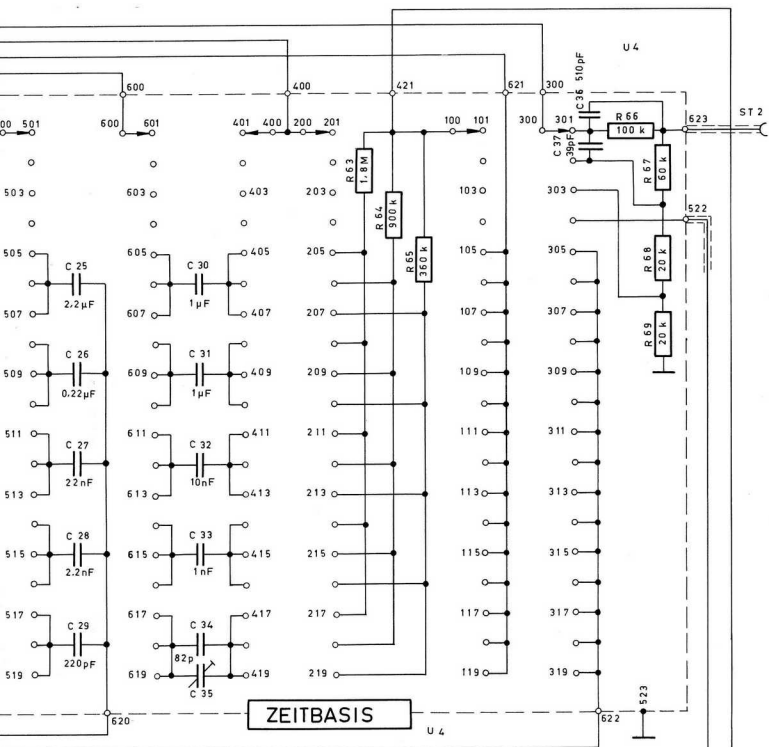 U 4
C 36 510pF
600
400
421
621
300
623
ST 2
00 501
600 601
401 400 200 201
100 101
300 301
R 66
100 k
C 37
39pF
R 63
1,8M
R 67
60 k
503
603
403
203
103
303
R 64
900k
522
R 65
360 k
505
605
405
205
105
305
C 25
2,2µF
C 30
1µF
R 68
20 k
507
607
407
207
107
307
R 69
20 k
C 26
0,22µF
C 31
1µF
509
609
409
209
109
309
511
611
411
211
111
311
C 27
22nF
C 32
10nF
513
613
413
213
113
313
C 28
2.2nF
C 33
1nF
515
615
415
215
115
315
517
617
417
217
117
317
C 29
220pF
C 34
82p
519
619
419
219
119
319
C 35
523
620
ZEITBASIS
U 4
622